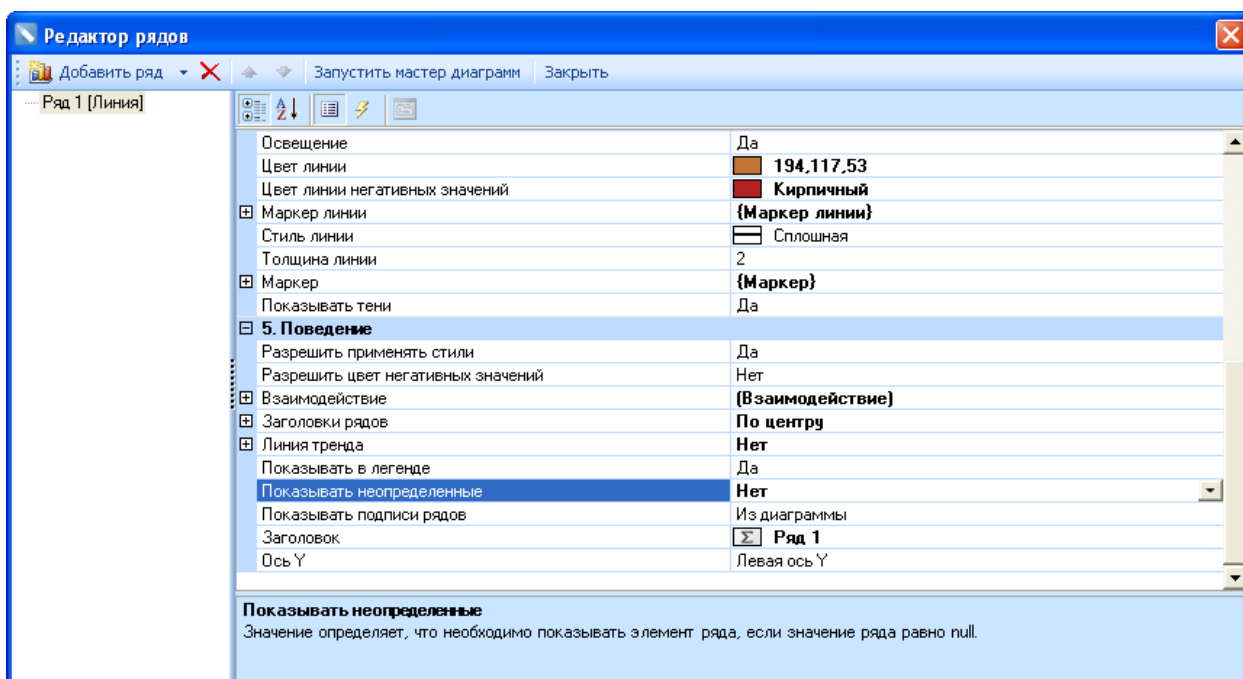 Редактор рядов
Добавить ряд Запустить мастер диаграмм Закрыть
Ряд 1 [Линия]
Освещение Да
Цвет линии 194,117,53
Цвет линии негативных значений Кирпичный
Маркер линии {Маркер линии}
Стиль линии Сплошная
Толщина линии 2
Маркер {Маркер}
Показывать тени Да
5. Поведение
Разрешить применять стили Да
Разрешить цвет негативных значений Нет
Взаимодействие (Взаимодействие)
Заголовки рядов По центру
Линия тренда Нет
Показывать в легенде Да
Показывать неопределенные Нет
Показывать подписи рядов Из диаграммы
Заголовок Σ Ряд 1
Ось Y Левая ось Y
Показывать неопределенные
Значение определяет, что необходимо показывать элемент ряда, если значение ряда равно null.